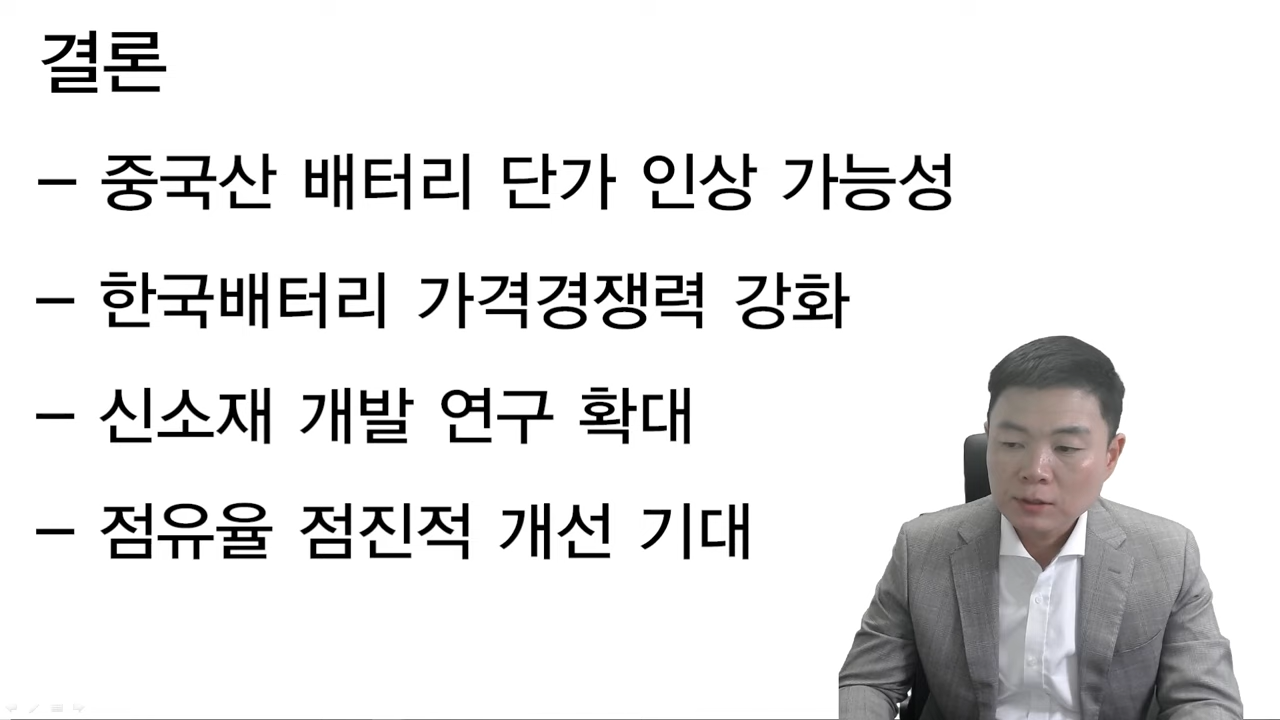 결론
- 중국산 배터리 단가 인상 가능성
- 한국배터리 가격경쟁력 강화
- 신소재 개발 연구 확대
- 점유율 점진적 개선 기대